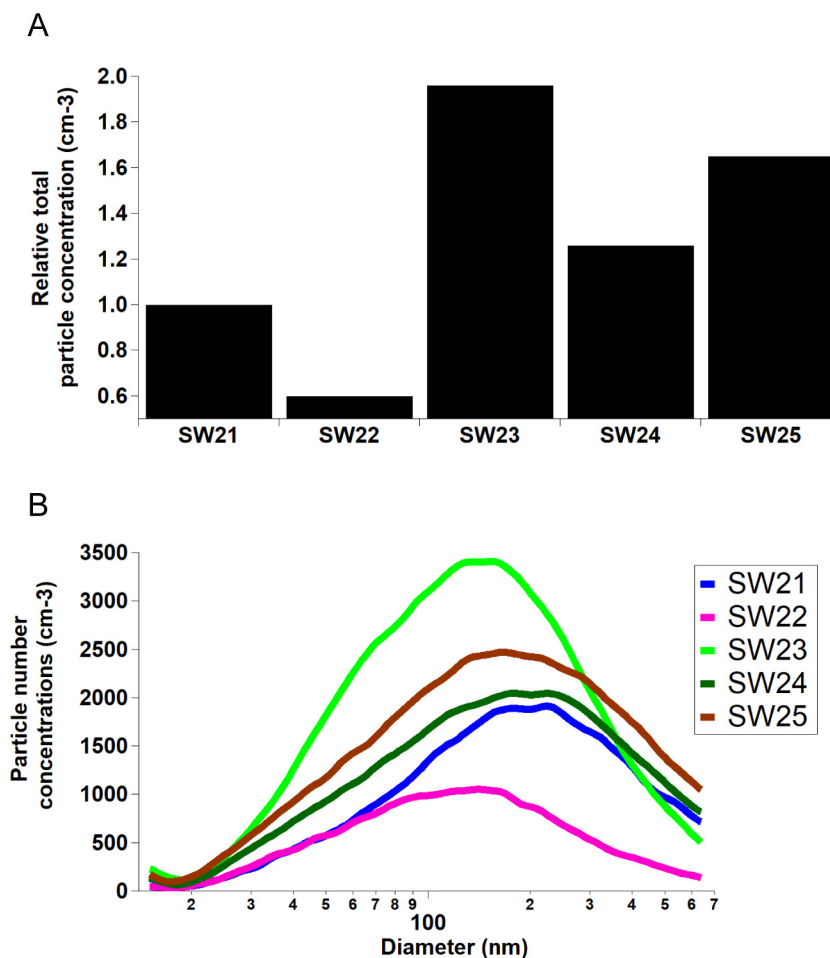 A
Relative total
particle concentration (cm-3)
2.0
1.8
1.6
1.4
1.2
1.0
0.8
0.6
SW21 SW22 SW23 SW24 SW25
B
Particle number
concentrations (cm-3)
3500
3000
2500
2000
1500
1000
500
0
SW21
SW22
SW23
SW24
SW25
2 3 4 5 6 7 8 9 100 2 3 4 5 6 7
Diameter (nm)